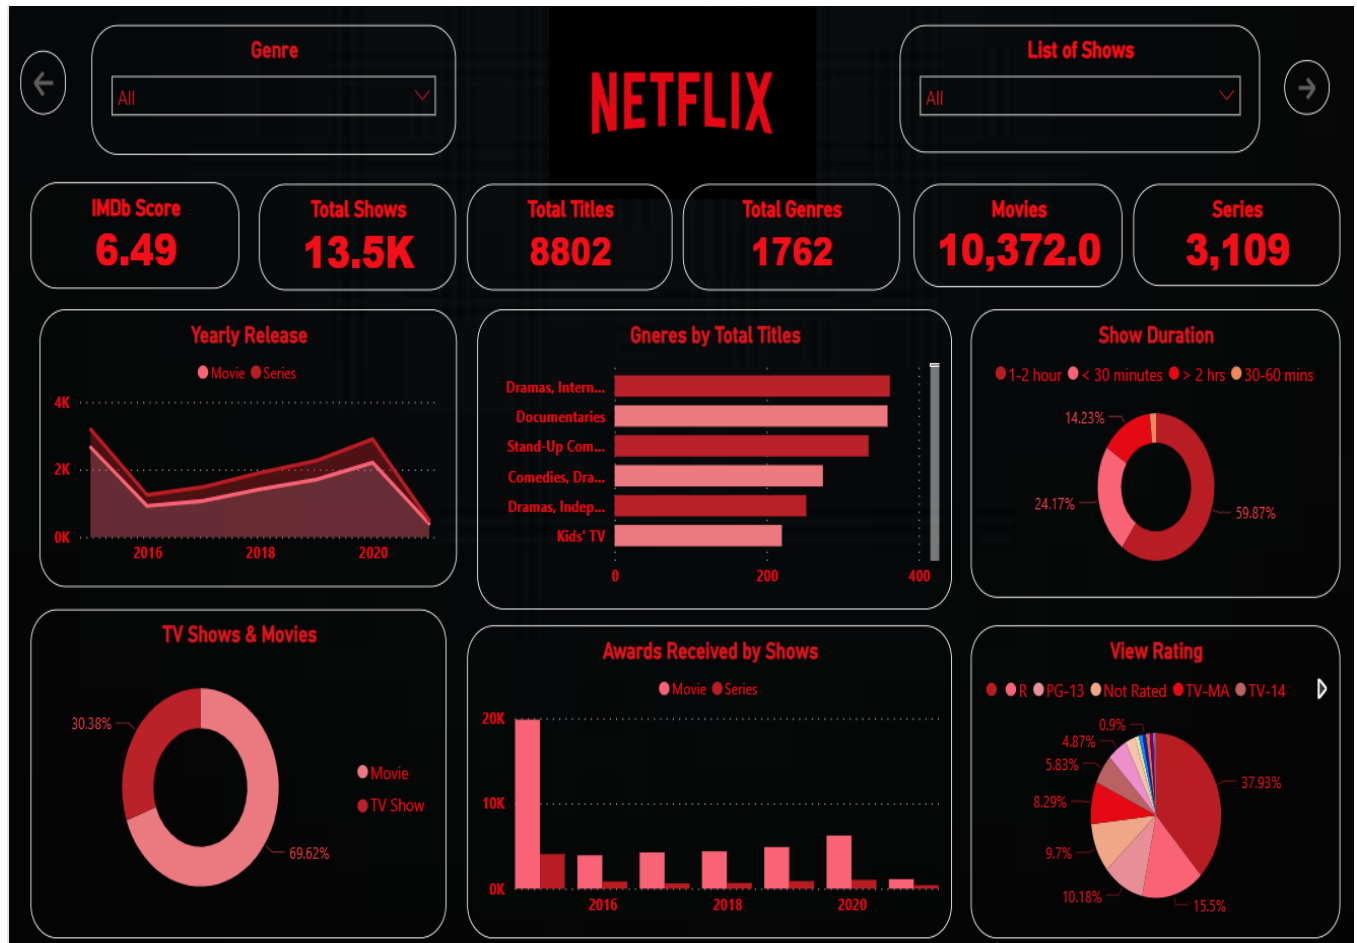 Genre
All
NETFLIX
List of Shows
All
IMDb Score
6.49
Total Shows
13.5K
Total Titles
8802
Total Genres
1762
Movies
10,372.0
Series
3,109
Yearly Release
Movie Series
4K
2K
0K
2016 2018 2020
Gneres by Total Titles
Dramas, Intern...
Documentaries
Stand-Up Com...
Comedies, Dra...
Dramas, Indep...
Kids' TV
0 200 400
Show Duration
1-2 hour < 30 minutes > 2 hrs 30-60 mins
14.23%
24.17%
59.87%
TV Shows & Movies
30.38%
69.62%
Movie
TV Show
Awards Received by Shows
Movie Series
20K
10K
0K
2016 2018 2020
View Rating
R PG-13 Not Rated TV-MA TV-14
0.9%
4.87%
5.83%
8.29%
9.7%
10.18%
15.5%
37.93%